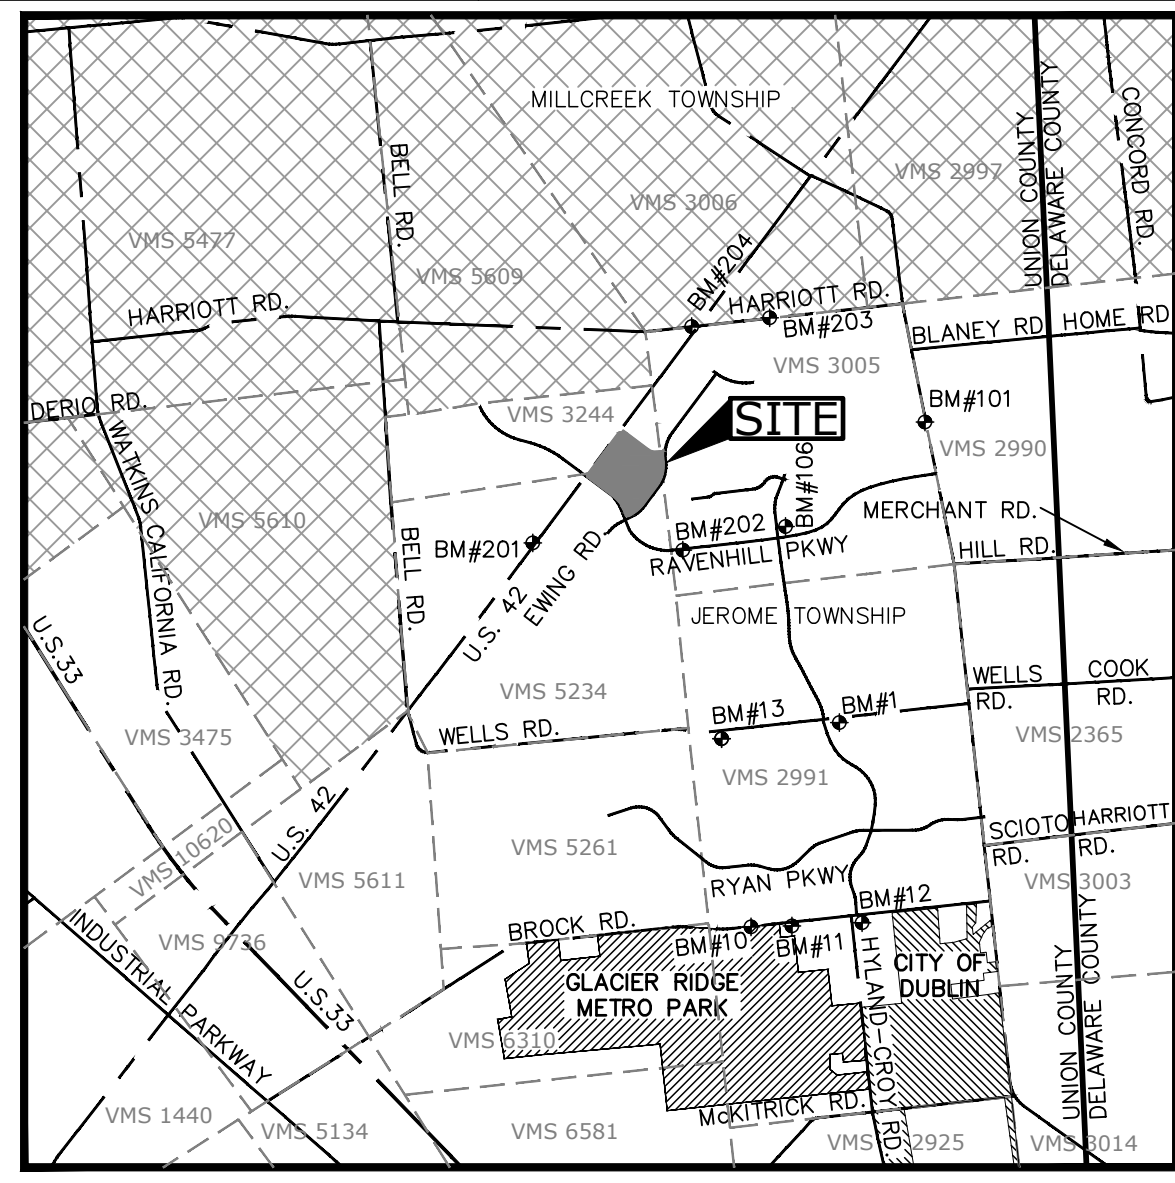 MILLCREEK TOWNSHIP
UNION COUNTY
DELAWARE COUNTY
CONCORD RD.
BELL RD.
VMS 2997
VMS 3006
VMS 5477
VMS 5609
BM#204
HARRIOTT RD.
HARRIOTT RD.
BM#203
BLANEY RD
HOME RD
VMS 3005
DERIO RD.
VMS 3244
SITE
BM#101
VMS 2990
WATKINS CALIFORNIA RD.
VMS 5610
BELL RD.
BM#201
EWING RD.
BM#202
BM#106
MERCHANT RD.
RAVENHILL PKWY
HILL RD.
U.S. 42
JEROME TOWNSHIP
U.S.33
VMS 5234
WELLS RD.
COOK RD.
WELLS RD.
BM#13
BM#1
VMS 3475
VMS 2365
VMS 2991
U.S. 42
VMS 10620
VMS 5261
SCIOTO RD.
HARRIOTT RD.
VMS 5611
RYAN PKWY
VMS 3003
BM#12
BROCK RD.
BM#10
BM#11
INDUSTRIAL PARKWAY
VMS 9736
HYLAND-CROY RD.
CITY OF
DUBLIN
GLACIER RIDGE
METRO PARK
U.S.33
UNION COUNTY
DELAWARE COUNTY
VMS 6310
McKITRICK RD.
VMS 1440
VMS 5134
VMS 6581
VMS 2925
VMS 3014